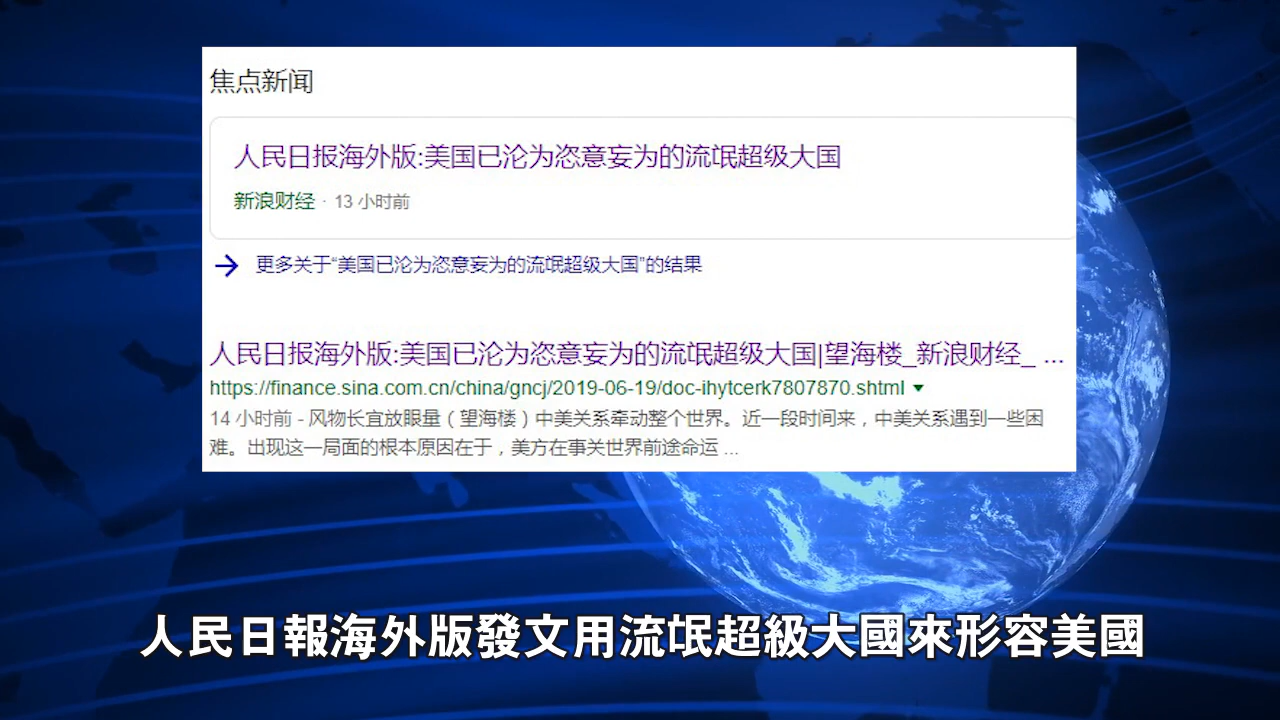 焦点新闻
人民日报海外版:美国已沦为恣意妄为的流氓超级大国
新浪财经 · 13 小时前
→ 更多关于“美国已沦为恣意妄为的流氓超级大国”的结果
人民日报海外版:美国已沦为恣意妄为的流氓超级大国|望海楼_新浪财经_ ...
https://finance.sina.com.cn/china/gncj/2019-06-19/doc-ihytcerk7807870.shtml
14 小时前 - 风物长宜放眼量（望海楼）中美关系牵动整个世界。近一段时间来，中美关系遇到一些困
难。出现这一局面的根本原因在于，美方在事关世界前途命运 ...
人民日報海外版發文用流氓超級大國來形容美國